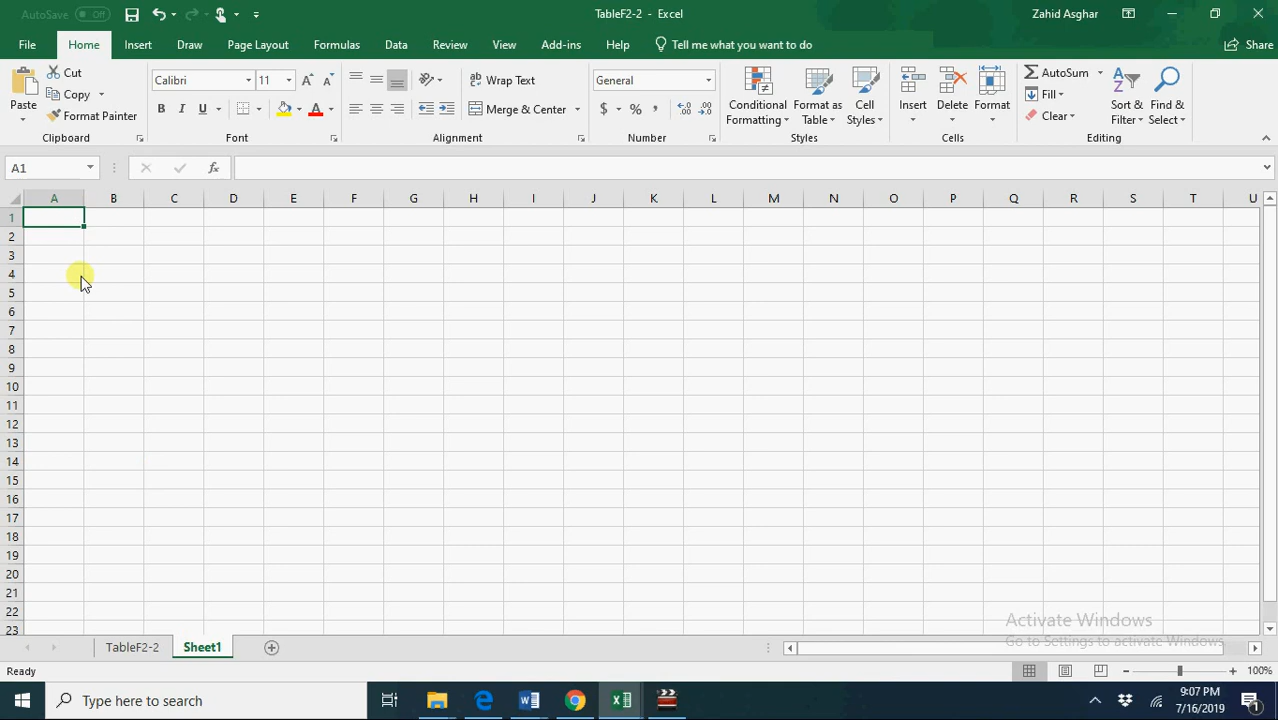 AutoSave Off TableF2-2 - Excel Zahid Asghar
File Home Insert Draw Page Layout Formulas Data Review View Add-ins Help Tell me what you want to do Share
Paste Cut Copy Format Painter
Calibri 11
B I U A
Wrap Text
Merge & Center
General
$ % ,
Conditional Formatting
Format as Table
Cell Styles
Insert Delete Format
AutoSum
Fill
Clear
Sort & Filter
Find & Select
Clipboard Font Alignment Number Styles Cells Editing
A1 fx
A B C D E F G H I J K L M N O P Q R S T U
1
2
3
4
5
6
7
8
9
10
11
12
13
14
15
16
17
18
19
20
21
22
23
Activate Windows
Go to Settings to activate Windows.
TableF2-2 Sheet1
Ready 100%
Type here to search
9:07 PM
7/16/2019
1